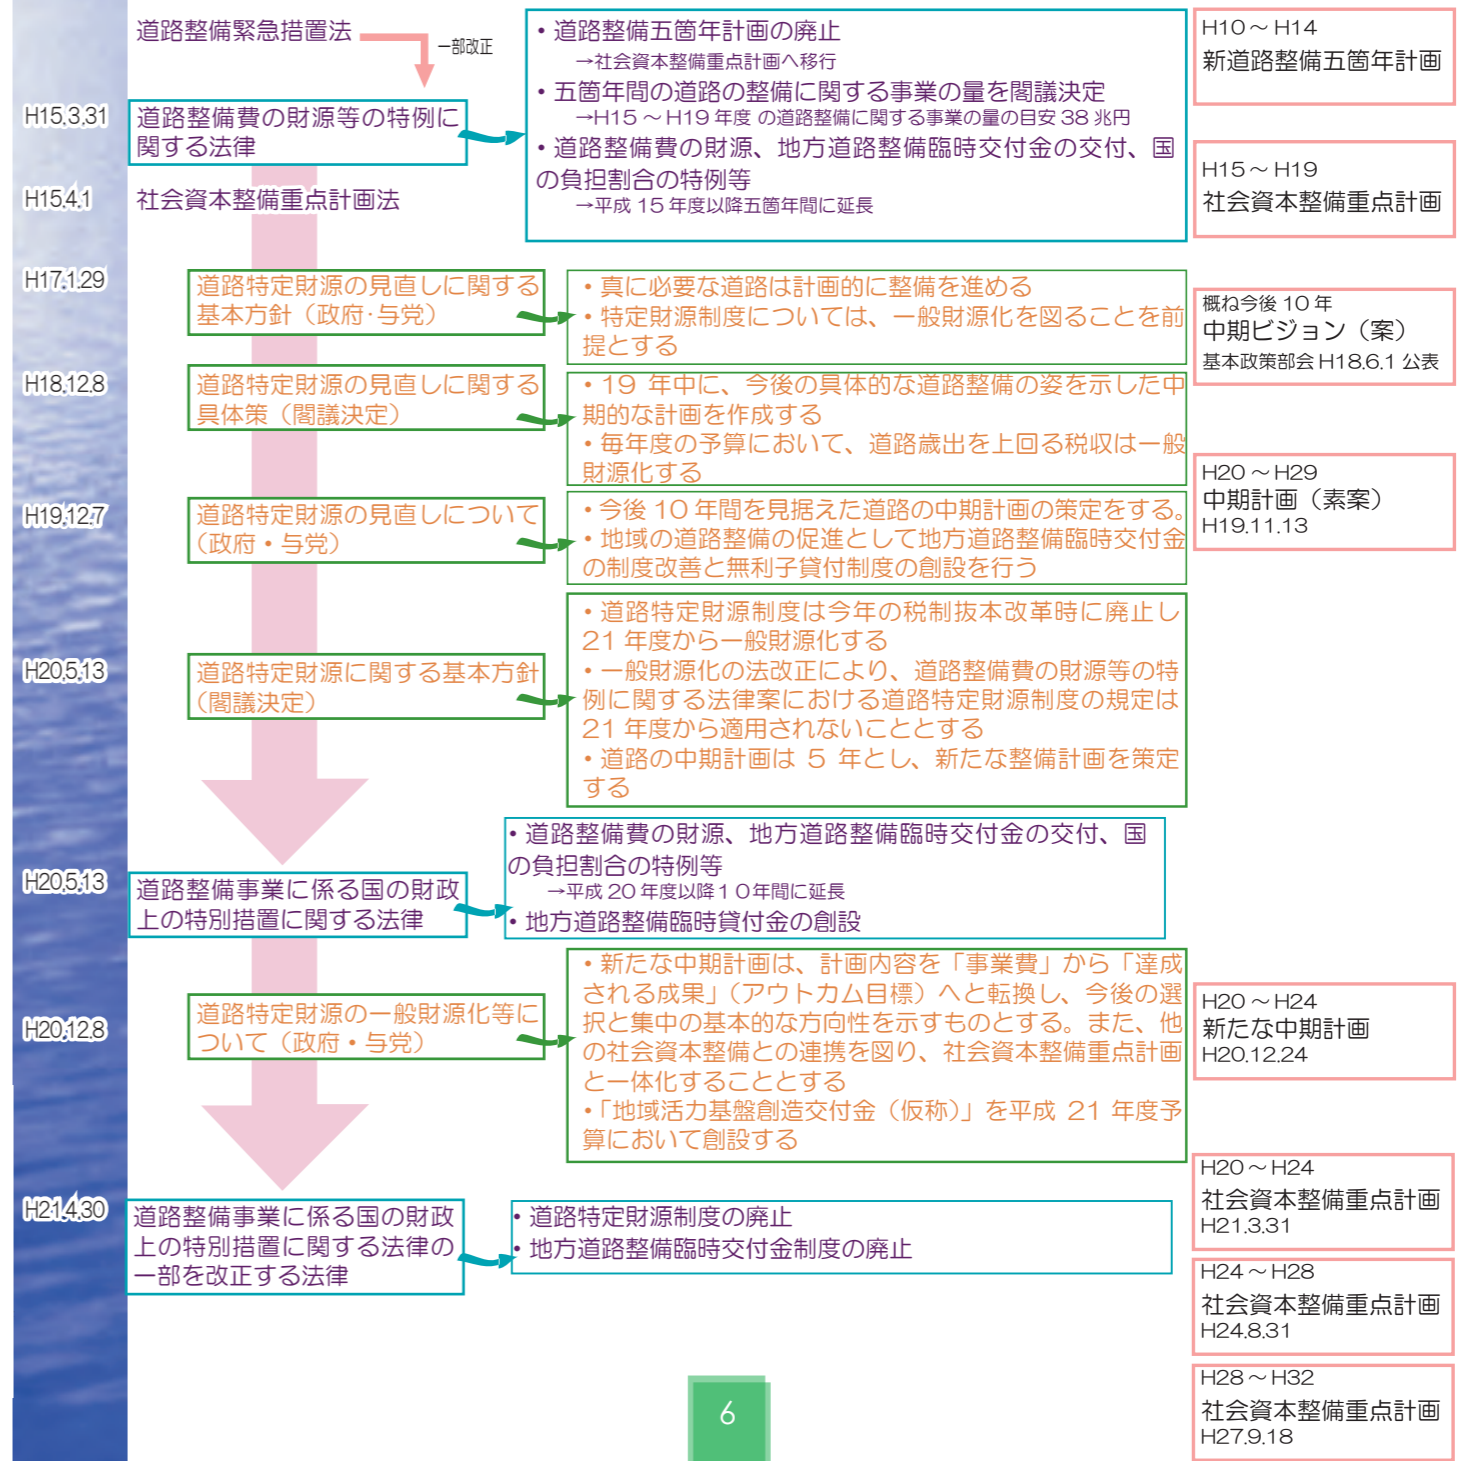 道路整備緊急措置法
一部改正
・道路整備五箇年計画の廃止
→社会資本整備重点計画へ移行
・五箇年間の道路の整備に関する事業の量を閣議決定
→H15～H19年度 の道路整備に関する事業の量の目安 38 兆円
・道路整備費の財源、地方道路整備臨時交付金の交付、国
の負担割合の特例等
→平成 15 年度以降五箇年間に延長
H10～H14
新道路整備五箇年計画
H15.3.31
道路整備費の財源等の特例に
関する法律
H15～H19
社会資本整備重点計画
H15.4.1
社会資本整備重点計画法
H17.1.29
道路特定財源の見直しに関する
基本方針（政府・与党）
・真に必要な道路は計画的に整備を進める
・特定財源制度については、一般財源化を図ることを前
提とする
概ね今後 10 年
中期ビジョン（案）
基本政策部会 H18.6.1 公表
H18.12.8
道路特定財源の見直しに関する
具体策（閣議決定）
・19 年中に、今後の具体的な道路整備の姿を示した中
期的な計画を作成する
・毎年度の予算において、道路歳出を上回る税収は一般
財源化する
H20～H29
中期計画（素案）
H19.11.13
H19.12.7
道路特定財源の見直しについて
（政府・与党）
・今後 10 年間を見据えた道路の中期計画の策定をする。
・地域の道路整備の促進として地方道路整備臨時交付金
の制度改善と無利子貸付制度の創設を行う
H20.5.13
道路特定財源に関する基本方針
（閣議決定）
・道路特定財源制度は今年の税制抜本改革時に廃止し
21 年度から一般財源化する
・一般財源化の法改正により、道路整備費の財源等の特
例に関する法律案における道路特定財源制度の規定は
21 年度から適用されないこととする
・道路の中期計画は 5 年とし、新たな整備計画を策定
する
H20.5.13
道路整備事業に係る国の財政
上の特別措置に関する法律
・道路整備費の財源、地方道路整備臨時交付金の交付、国
の負担割合の特例等
→平成 20 年度以降１０年間に延長
・地方道路整備臨時貸付金の創設
H20.12.8
道路特定財源の一般財源化等に
ついて（政府・与党）
・新たな中期計画は、計画内容を「事業費」から「達成
される成果」（アウトカム目標）へと転換し、今後の選
択と集中の基本的な方向性を示すものとする。また、他
の社会資本整備との連携を図り、社会資本整備重点計画
と一体化することとする
・「地域活力基盤創造交付金（仮称）」を平成 21 年度予
算において創設する
H20～H24
新たな中期計画
H20.12.24
H20～H24
社会資本整備重点計画
H21.3.31
H21.4.30
道路整備事業に係る国の財政
上の特別措置に関する法律の
一部を改正する法律
・道路特定財源制度の廃止
・地方道路整備臨時交付金制度の廃止
H24～H28
社会資本整備重点計画
H24.8.31
H28～H32
社会資本整備重点計画
H27.9.18
6